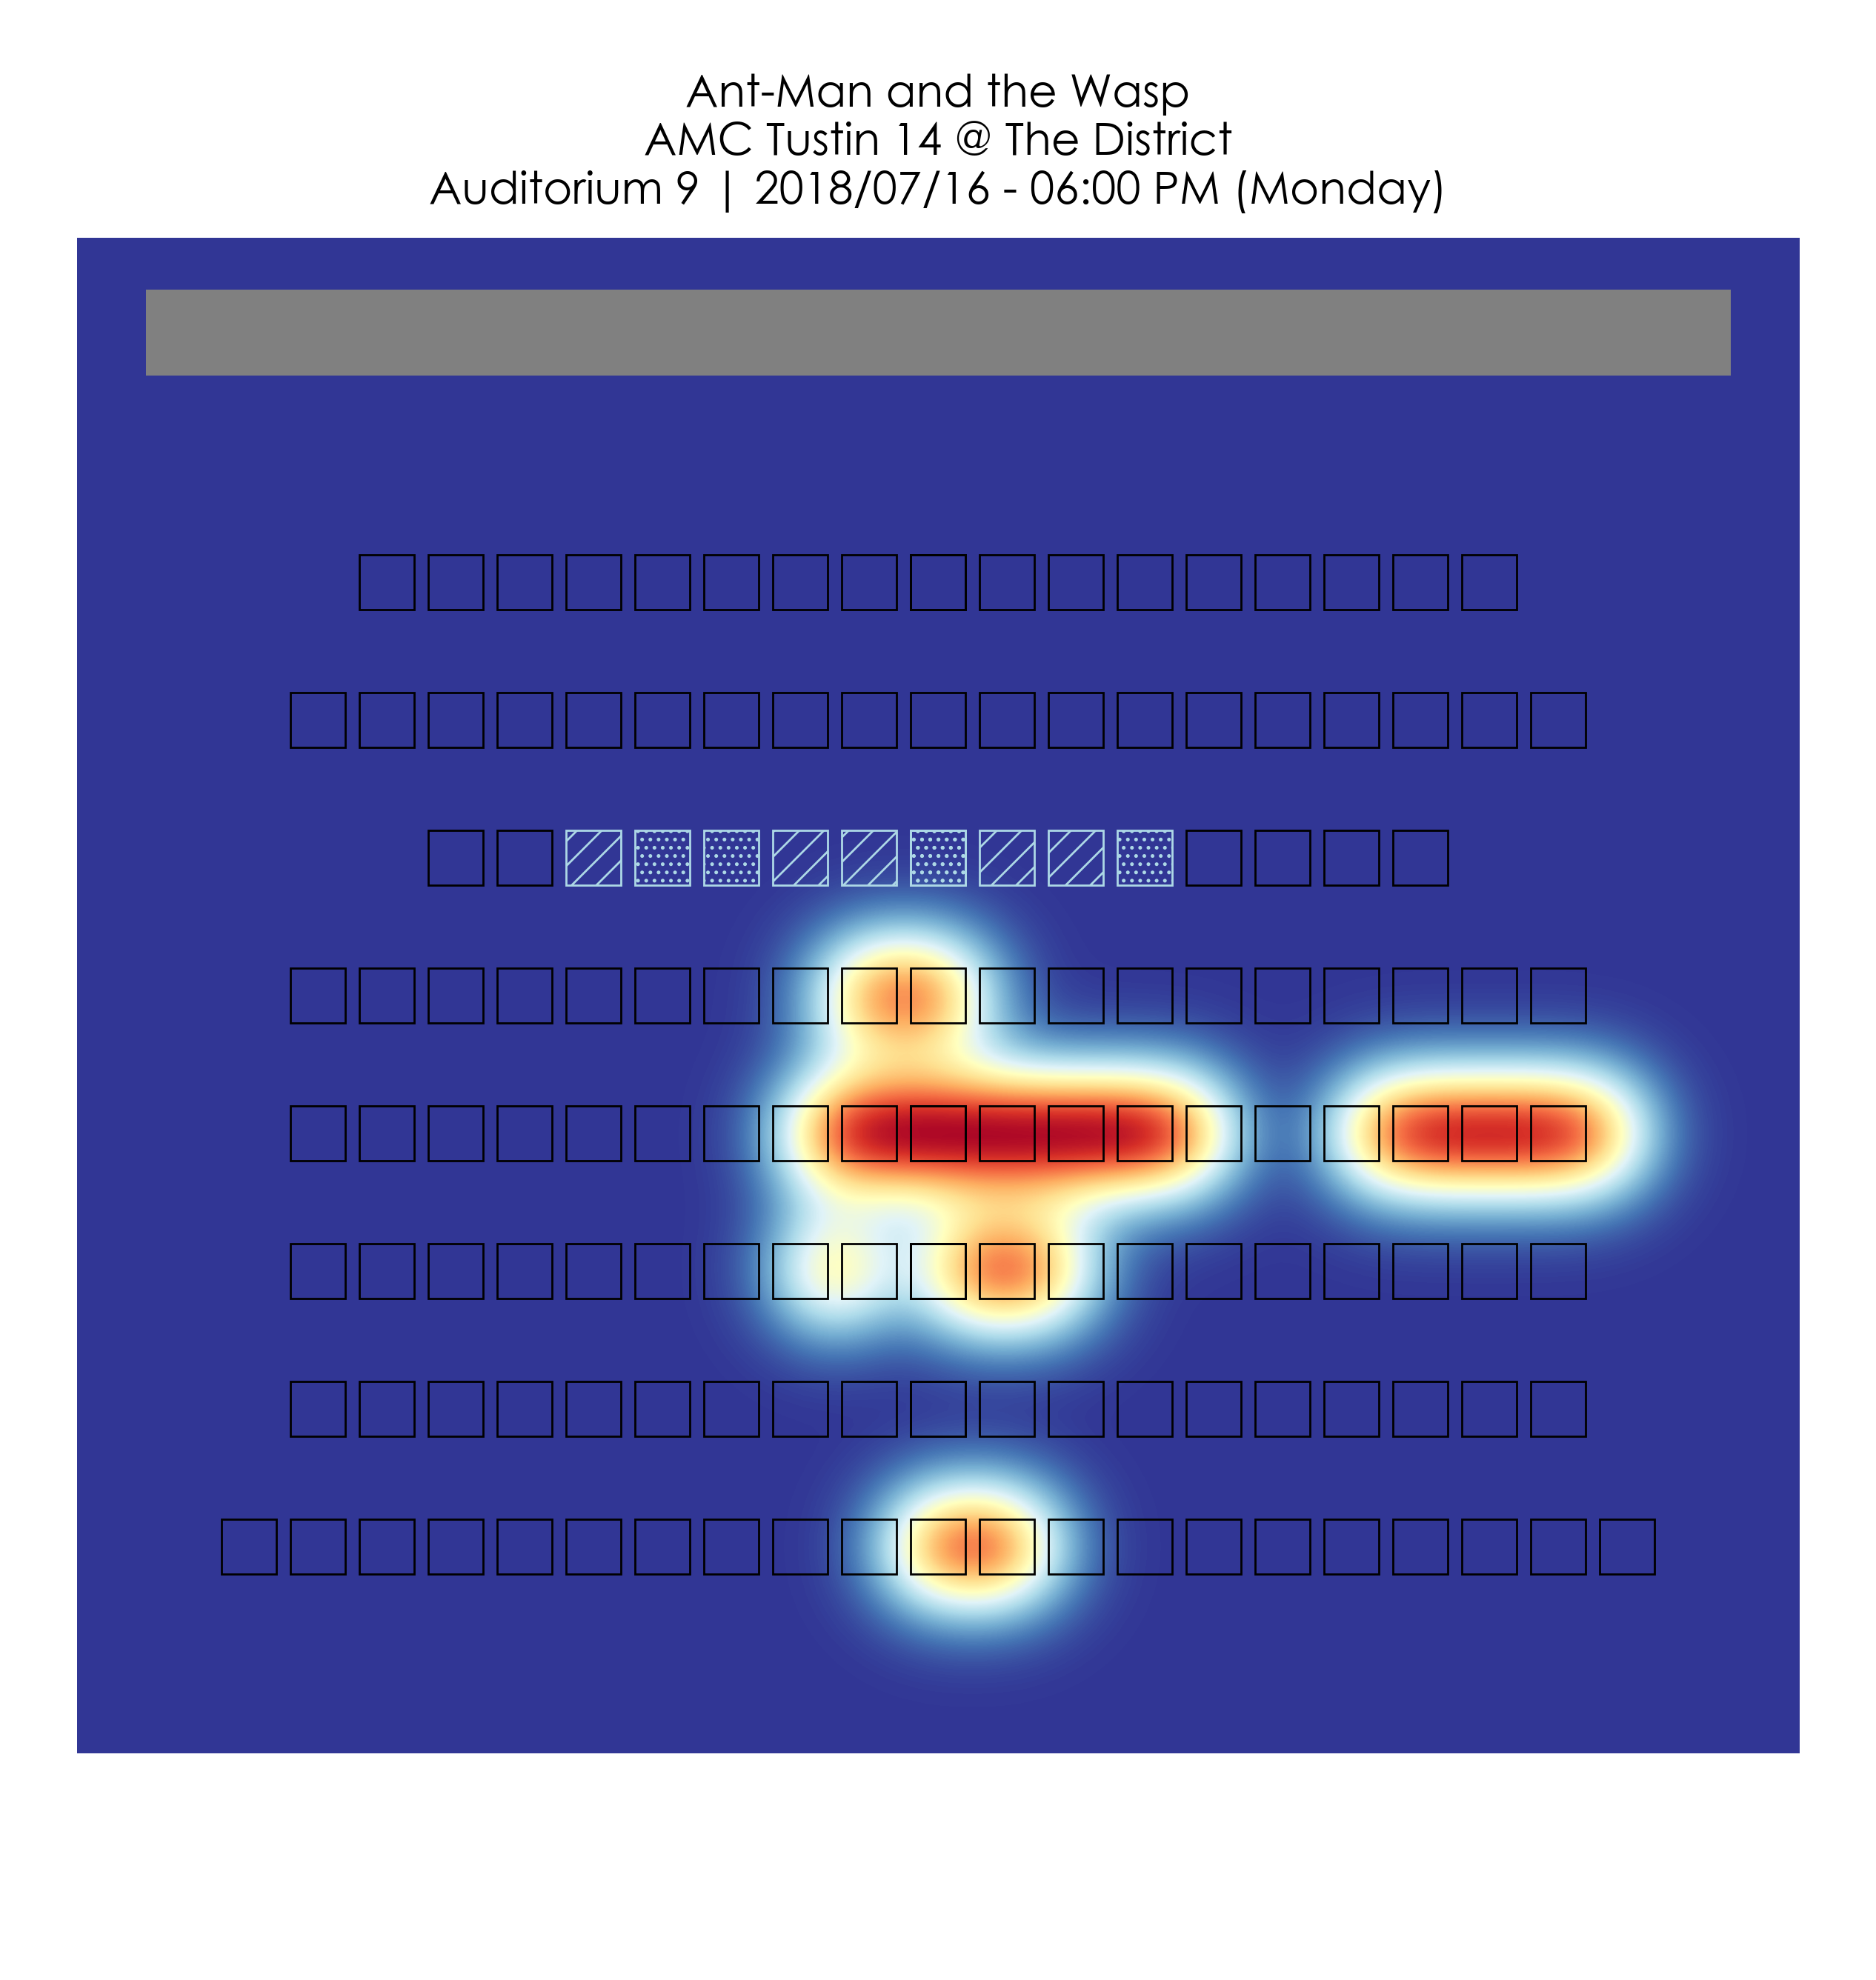 Ant-Man and the Wasp
AMC Tustin 14 @ The District
Auditorium 9 | 2018/07/16 - 06:00 PM (Monday)